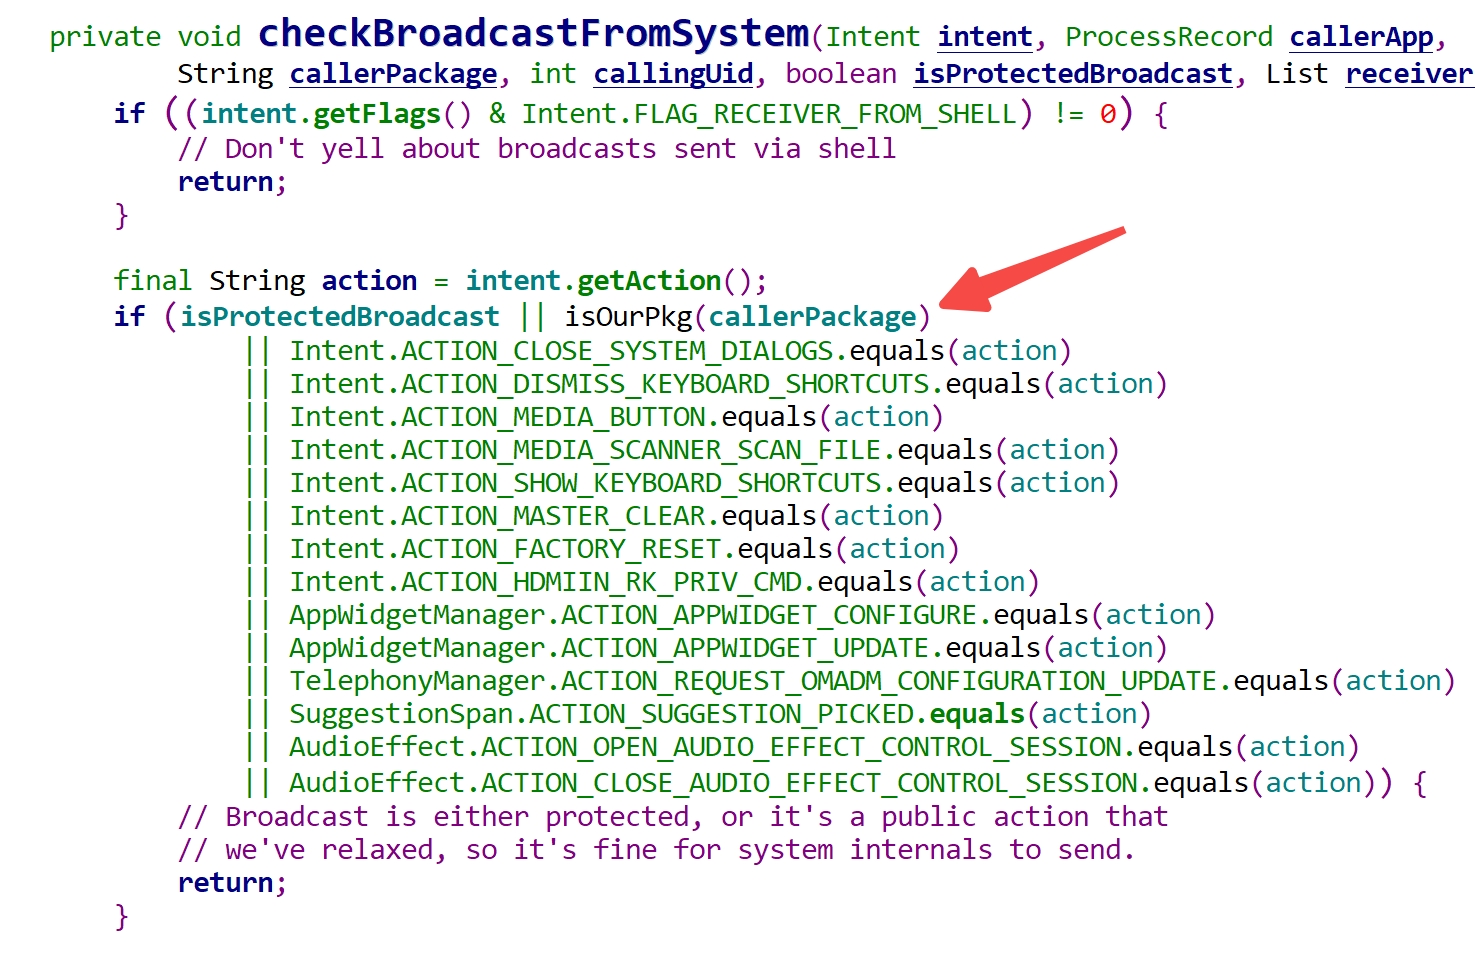 private void checkBroadcastFromSystem(Intent intent, ProcessRecord callerApp,
String callerPackage, int callingUid, boolean isProtectedBroadcast, List receiver
if ((intent.getFlags() & Intent.FLAG_RECEIVER_FROM_SHELL) != 0) {
// Don't yell about broadcasts sent via shell
return;
}
final String action = intent.getAction();
if (isProtectedBroadcast || isOurPkg(callerPackage)
|| Intent.ACTION_CLOSE_SYSTEM_DIALOGS.equals(action)
|| Intent.ACTION_DISMISS_KEYBOARD_SHORTCUTS.equals(action)
|| Intent.ACTION_MEDIA_BUTTON.equals(action)
|| Intent.ACTION_MEDIA_SCANNER_SCAN_FILE.equals(action)
|| Intent.ACTION_SHOW_KEYBOARD_SHORTCUTS.equals(action)
|| Intent.ACTION_MASTER_CLEAR.equals(action)
|| Intent.ACTION_FACTORY_RESET.equals(action)
|| Intent.ACTION_HDMIIN_RK_PRIV_CMD.equals(action)
|| AppWidgetManager.ACTION_APPWIDGET_CONFIGURE.equals(action)
|| AppWidgetManager.ACTION_APPWIDGET_UPDATE.equals(action)
|| TelephonyManager.ACTION_REQUEST_OMADM_CONFIGURATION_UPDATE.equals(action)
|| SuggestionSpan.ACTION_SUGGESTION_PICKED.equals(action)
|| AudioEffect.ACTION_OPEN_AUDIO_EFFECT_CONTROL_SESSION.equals(action)
|| AudioEffect.ACTION_CLOSE_AUDIO_EFFECT_CONTROL_SESSION.equals(action)) {
// Broadcast is either protected, or it's a public action that
// we've relaxed, so it's fine for system internals to send.
return;
}